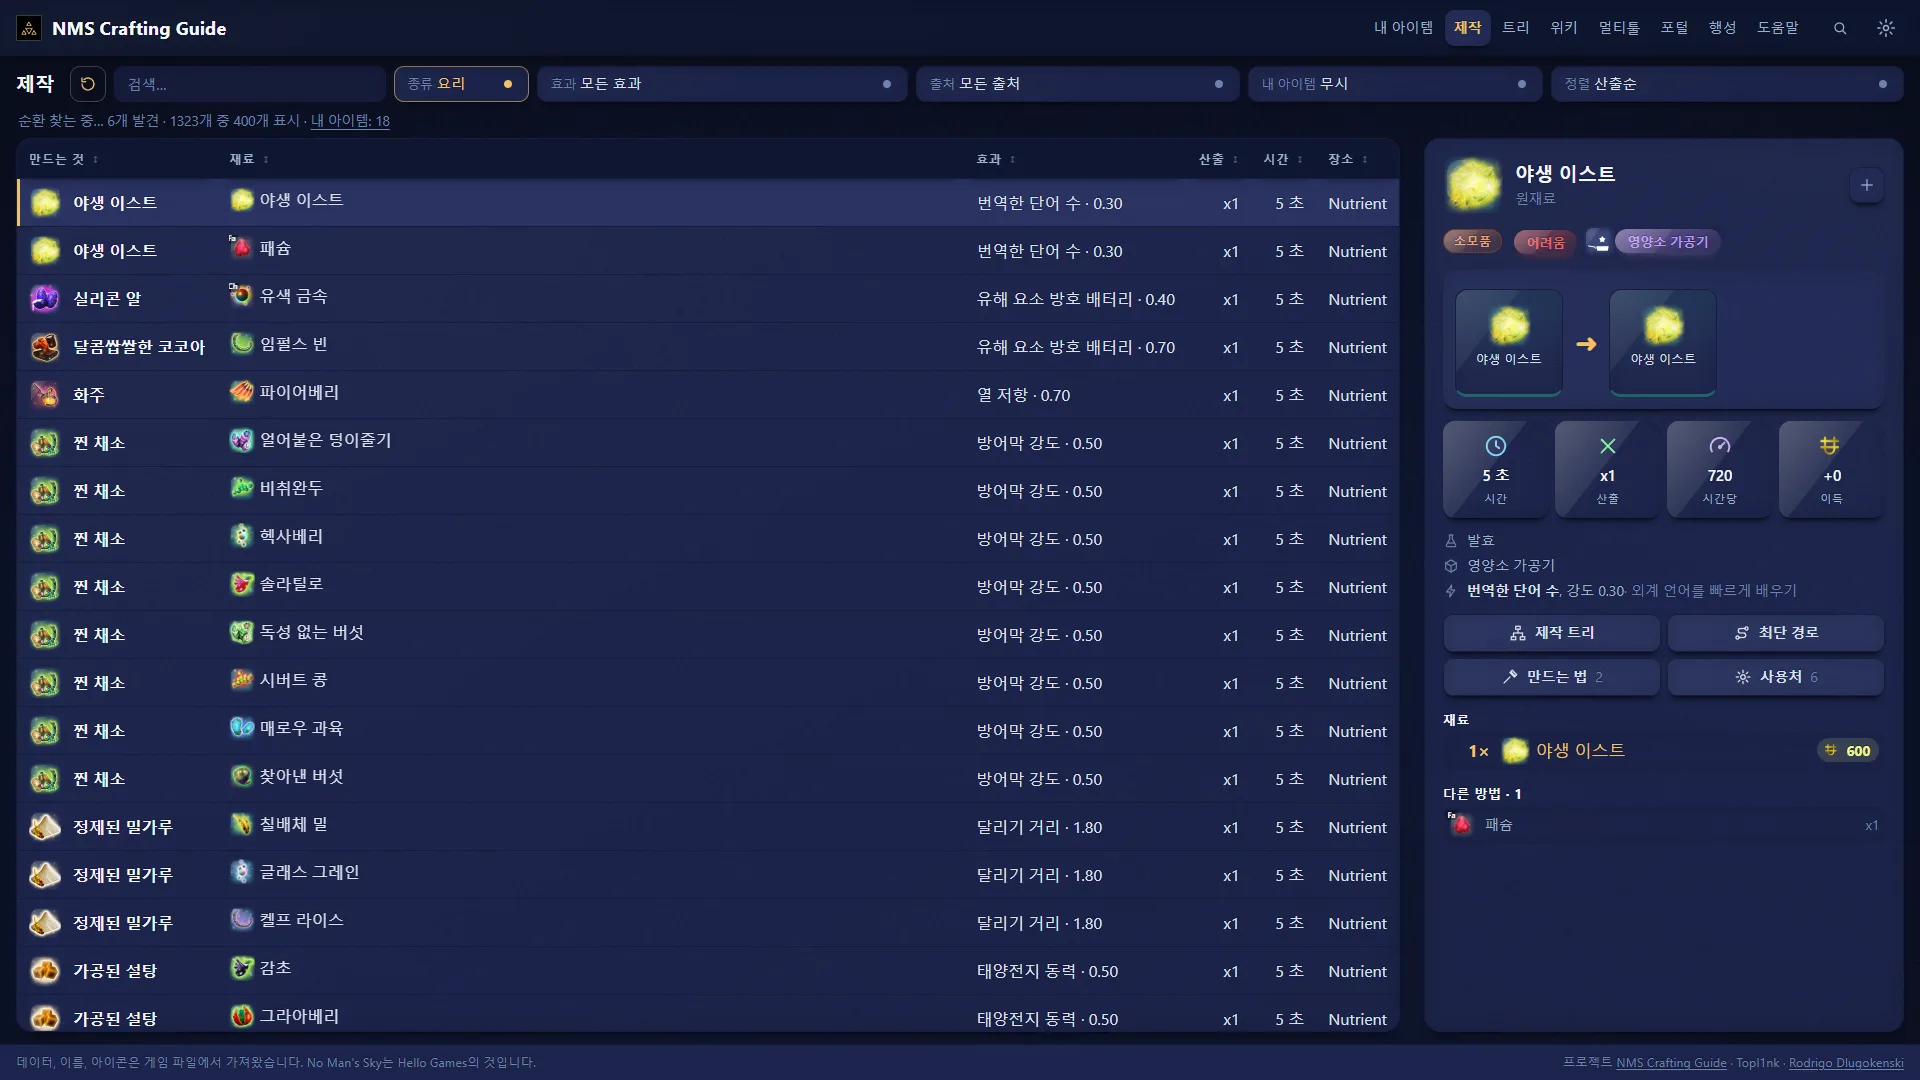 NMS Crafting Guide
내 아이템 제작 트리 위키 멀티툴 포털 행성 도움말
제작 검색... 종류 요리 효과 모든 효과 출처 모든 출처 내 아이템 무시 정렬 산출순
순환 찾는 중... 6개 발견 · 1323개 중 400개 표시 · 내 아이템: 18
만드는 것 재료 효과 산출 시간 장소
야생 이스트 야생 이스트 번역한 단어 수 · 0.30 x1 5 초 Nutrient
야생 이스트 Fa 패슘 번역한 단어 수 · 0.30 x1 5 초 Nutrient
실리콘 알 Ch 유색 금속 유해 요소 방호 배터리 · 0.40 x1 5 초 Nutrient
달콤쌉쌀한 코코아 임펄스 빈 유해 요소 방호 배터리 · 0.70 x1 5 초 Nutrient
화주 파이어베리 열 저항 · 0.70 x1 5 초 Nutrient
찐 채소 얼어붙은 덩이줄기 방어막 강도 · 0.50 x1 5 초 Nutrient
찐 채소 비취완두 방어막 강도 · 0.50 x1 5 초 Nutrient
찐 채소 헥사베리 방어막 강도 · 0.50 x1 5 초 Nutrient
찐 채소 솔라틸로 방어막 강도 · 0.50 x1 5 초 Nutrient
찐 채소 독성 없는 버섯 방어막 강도 · 0.50 x1 5 초 Nutrient
찐 채소 시버트 콩 방어막 강도 · 0.50 x1 5 초 Nutrient
찐 채소 매로우 과육 방어막 강도 · 0.50 x1 5 초 Nutrient
찐 채소 찾아낸 버섯 방어막 강도 · 0.50 x1 5 초 Nutrient
정제된 밀가루 칠배체 밀 달리기 거리 · 1.80 x1 5 초 Nutrient
정제된 밀가루 글래스 그레인 달리기 거리 · 1.80 x1 5 초 Nutrient
정제된 밀가루 켈프 라이스 달리기 거리 · 1.80 x1 5 초 Nutrient
가공된 설탕 감초 태양전지 동력 · 0.50 x1 5 초 Nutrient
가공된 설탕 그라아베리 태양전지 동력 · 0.50 x1 5 초 Nutrient
야생 이스트
원재료
소모품 어려움 영양소 가공기
야생 이스트 야생 이스트
5 초 x1 720 +0
시간 산출 시간당 이득
발효
영양소 가공기
번역한 단어 수, 강도 0.30· 외계 언어를 빠르게 배우기
제작 트리 최단 경로
만드는 법 2 사용처 6
재료
1× 야생 이스트 600
다른 방법 · 1
Fa 패슘 x1
데이터, 이름, 아이콘은 게임 파일에서 가져왔습니다. No Man's Sky는 Hello Games의 것입니다.
프로젝트 NMS Crafting Guide · Topl1nk · Rodrigo Dlugokenski